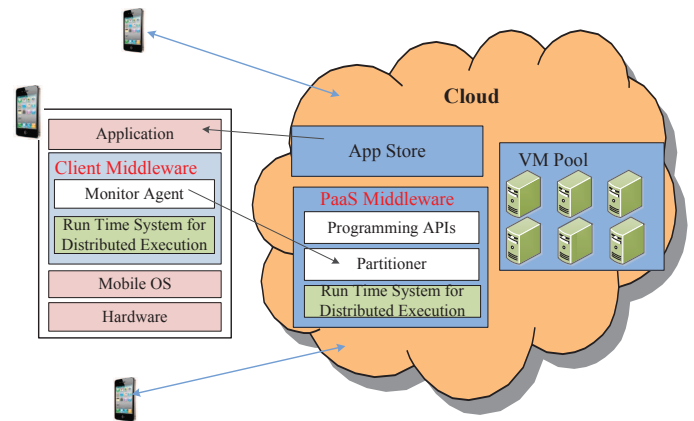 Cloud
Application
App Store
VM Pool
Client Middleware
Monitor Agent
Run Time System for
Distributed Execution
PaaS Middleware
Programming APIs
Partitioner
Run Time System for
Distributed Execution
Mobile OS
Hardware